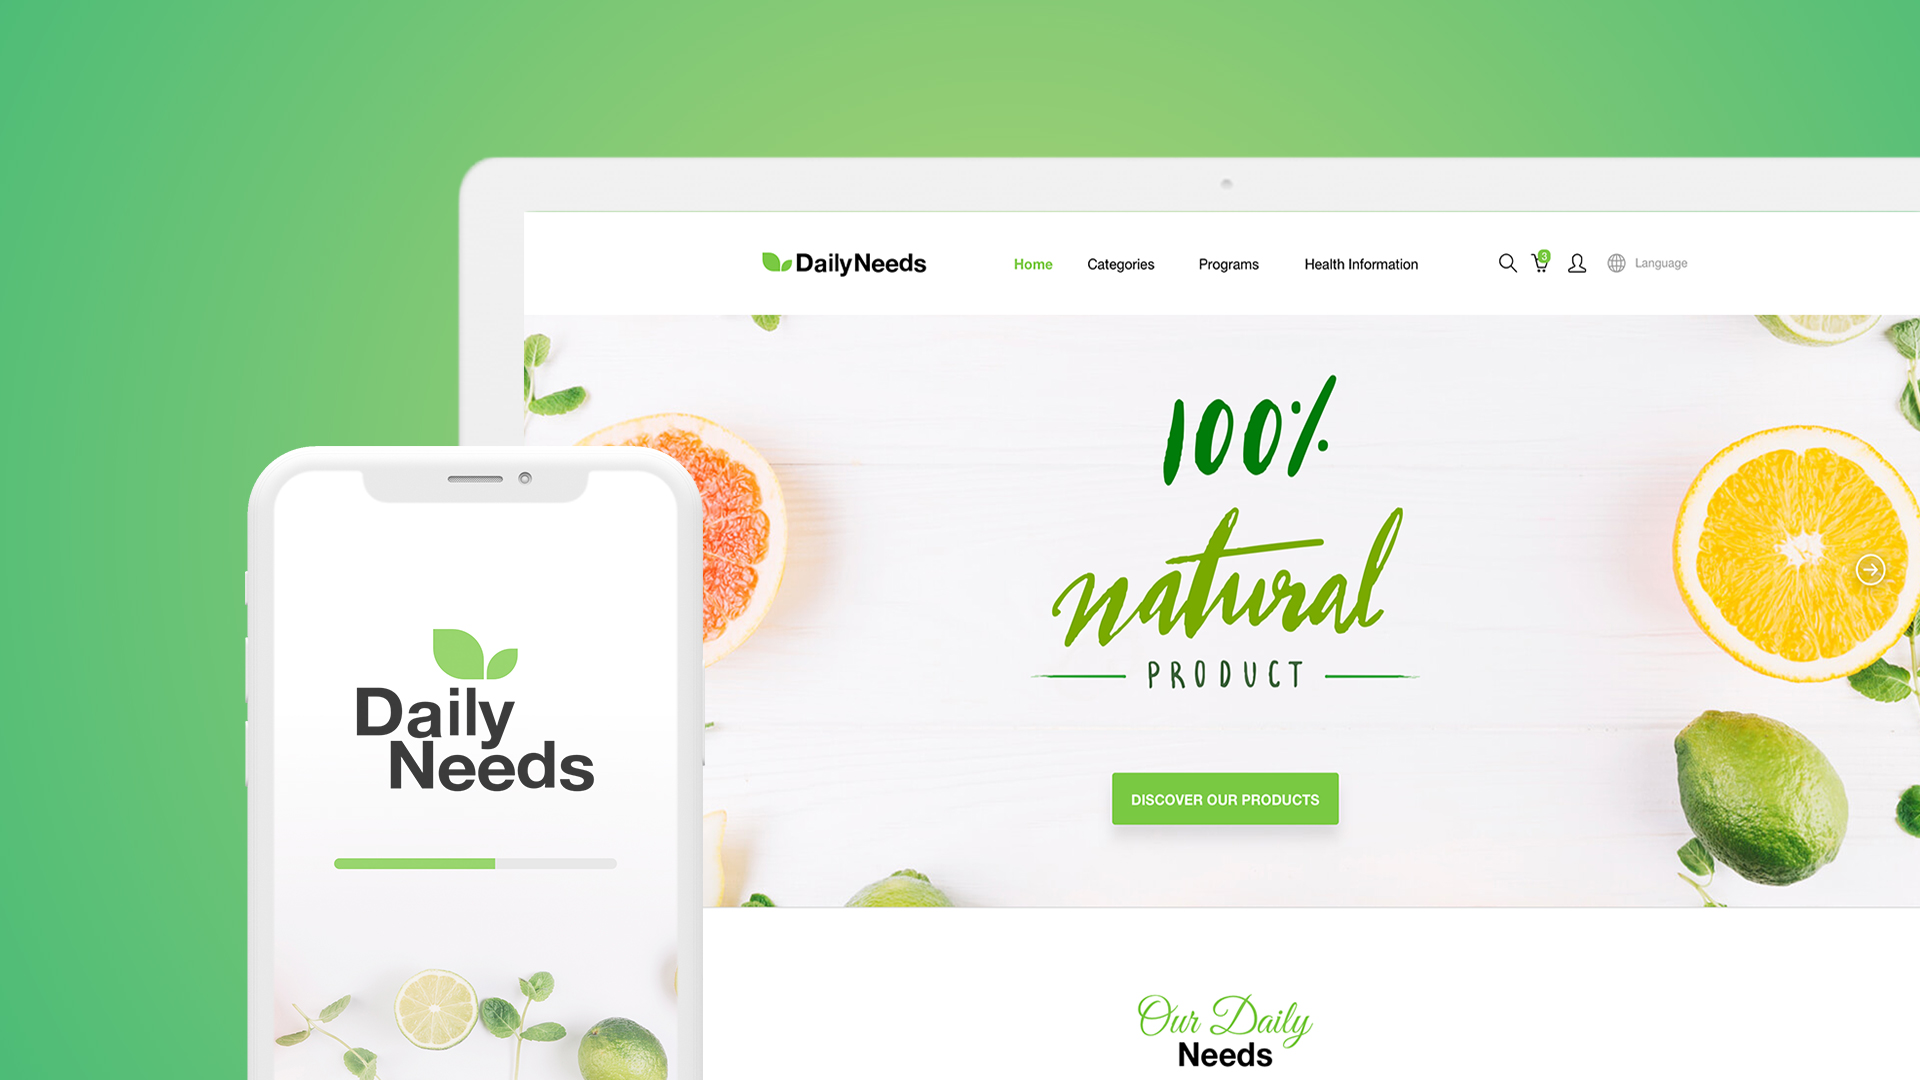 DailyNeeds
Home
Categories
Programs
Health Information
3
Language
100%
natural
PRODUCT
DISCOVER OUR PRODUCTS
Our Daily
Needs
Daily
Needs